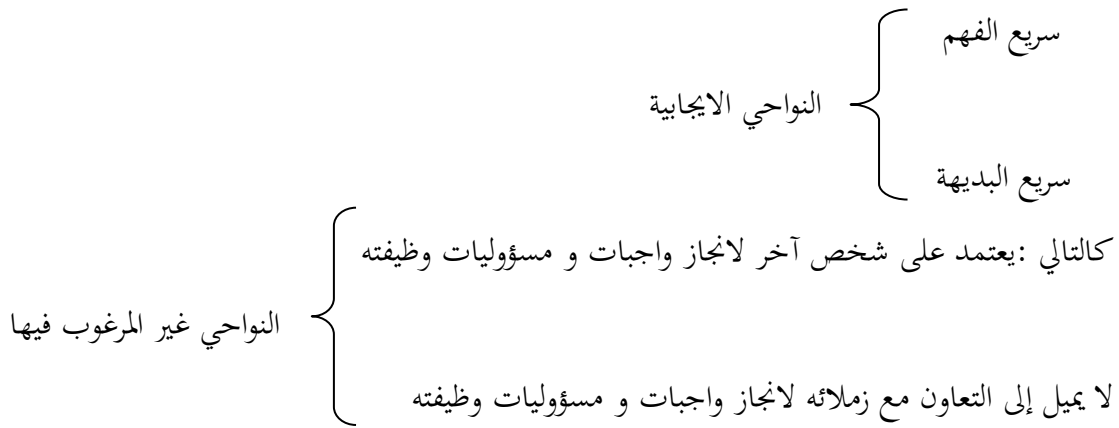 سريع الفهم
النواحي الايجابية
سريع البديهة
كالتالي :يعتمد على شخص آخر لانجاز واجبات و مسؤوليات وظيفته
النواحي غير المرغوب فيها
لا يميل إلى التعاون مع زملائه لانجاز واجبات و مسؤوليات وظيفته